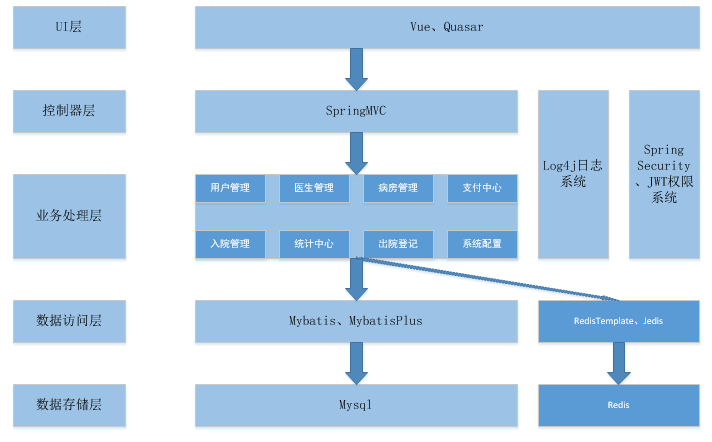 UI层
Vue、Quasar
控制器层
SpringMVC
Log4j日志
系统
Spring
Security
、JWT权限
系统
业务处理层
用户管理
医生管理
病房管理
支付中心
入院管理
统计中心
出院登记
系统配置
数据访问层
Mybatis、MybatisPlus
RedisTemplate、Jedis
数据存储层
Mysql
Redis